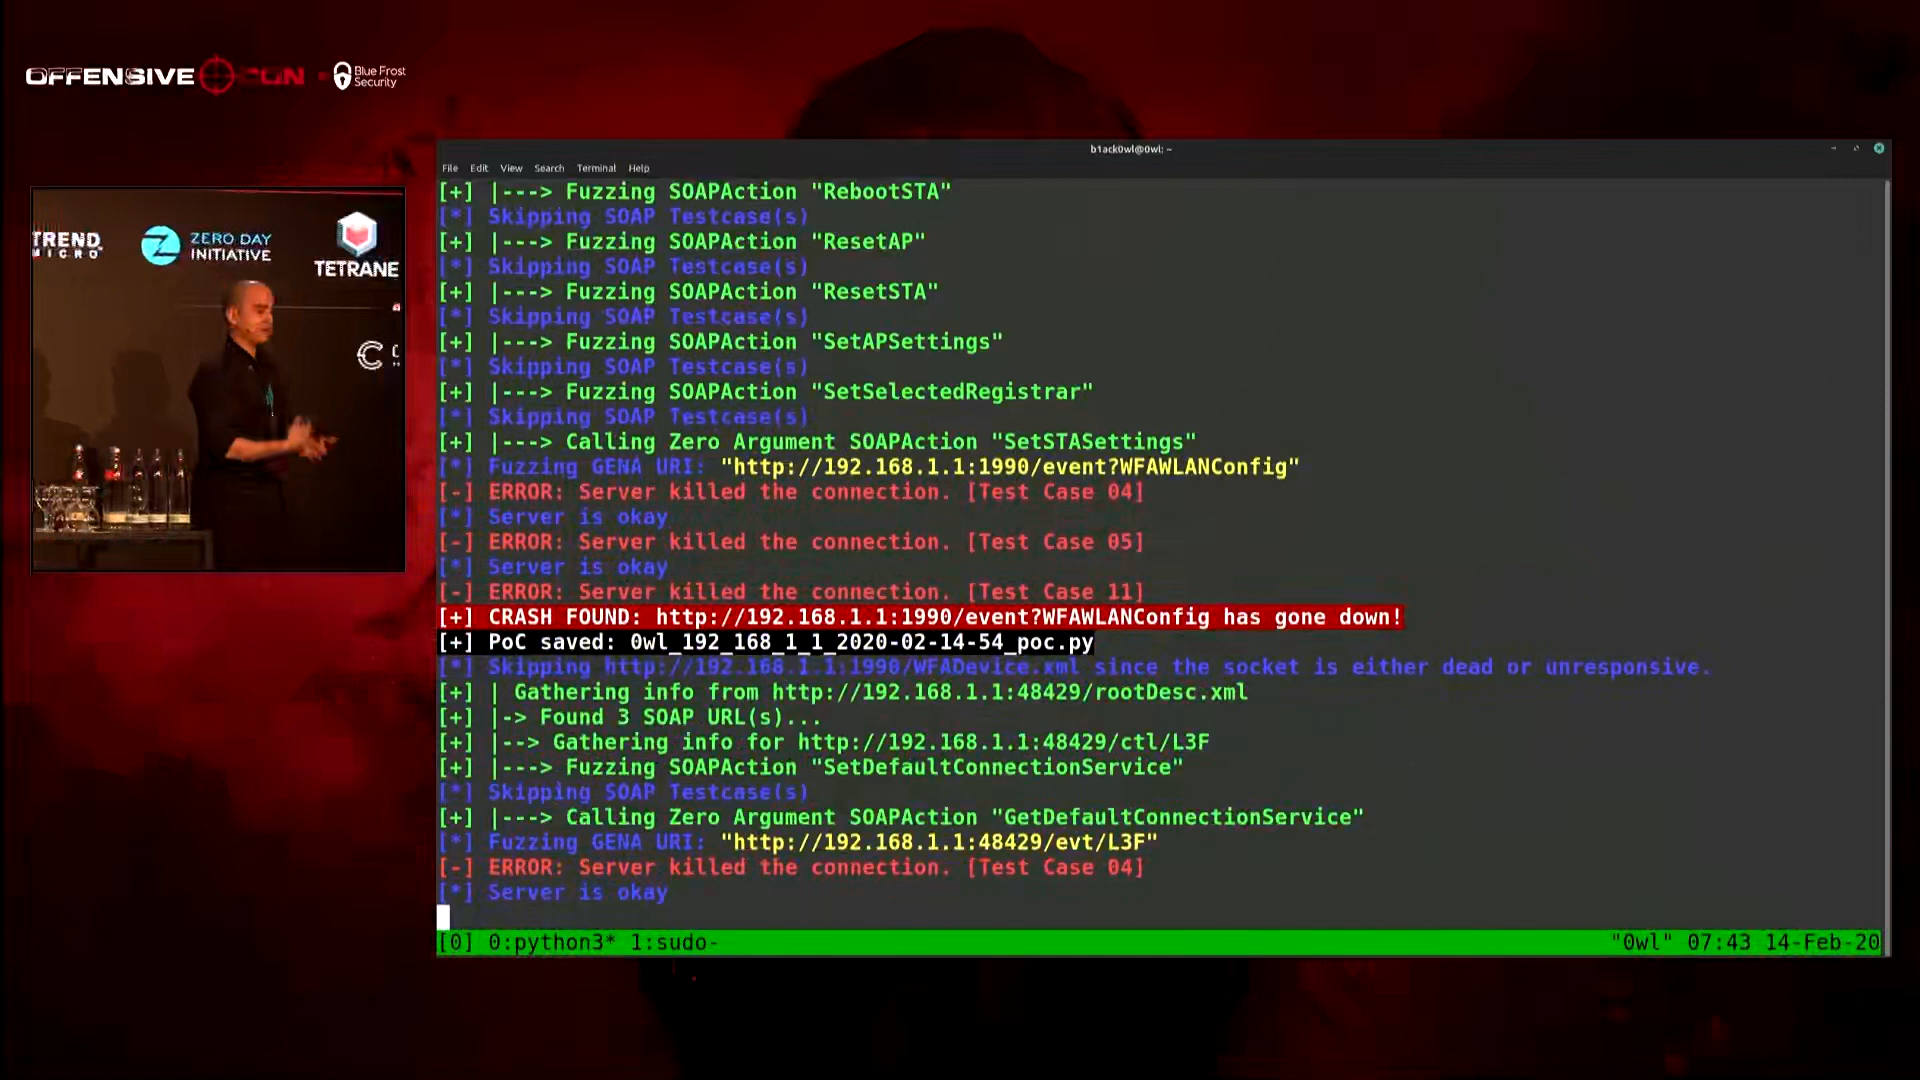 OFFENSIVE CON
Blue Frost
Security
TREND
MICRO
ZERO DAY
INITIATIVE
TETRANE
b1ack0wl@0wl: ~
File Edit View Search Terminal Help
[+] |---> Fuzzing SOAPAction "RebootSTA"
[*] Skipping SOAP Testcase(s)
[+] |---> Fuzzing SOAPAction "ResetAP"
[*] Skipping SOAP Testcase(s)
[+] |---> Fuzzing SOAPAction "ResetSTA"
[*] Skipping SOAP Testcase(s)
[+] |---> Fuzzing SOAPAction "SetAPSettings"
[*] Skipping SOAP Testcase(s)
[+] |---> Fuzzing SOAPAction "SetSelectedRegistrar"
[*] Skipping SOAP Testcase(s)
[+] |---> Calling Zero Argument SOAPAction "SetSTASettings"
[*] Fuzzing GENA URI: "http://192.168.1.1:1990/event?WFAWLANConfig"
[-] ERROR: Server killed the connection. [Test Case 04]
[*] Server is okay
[-] ERROR: Server killed the connection. [Test Case 05]
[*] Server is okay
[-] ERROR: Server killed the connection. [Test Case 11]
[+] CRASH FOUND: http://192.168.1.1:1990/event?WFAWLANConfig has gone down!
[+] PoC saved: 0wl_192_168_1_1_2020-02-14-54_poc.py
[*] Skipping http://192.168.1.1:1990/WFADevice.xml since the socket is either dead or unresponsive.
[+] | Gathering info from http://192.168.1.1:48429/rootDesc.xml
[+] |-> Found 3 SOAP URL(s)...
[+] |--> Gathering info for http://192.168.1.1:48429/ctl/L3F
[+] |---> Fuzzing SOAPAction "SetDefaultConnectionService"
[*] Skipping SOAP Testcase(s)
[+] |---> Calling Zero Argument SOAPAction "GetDefaultConnectionService"
[*] Fuzzing GENA URI: "http://192.168.1.1:48429/evt/L3F"
[-] ERROR: Server killed the connection. [Test Case 04]
[*] Server is okay
[0] 0:python3* 1:sudo- "0wl" 07:43 14-Feb-20